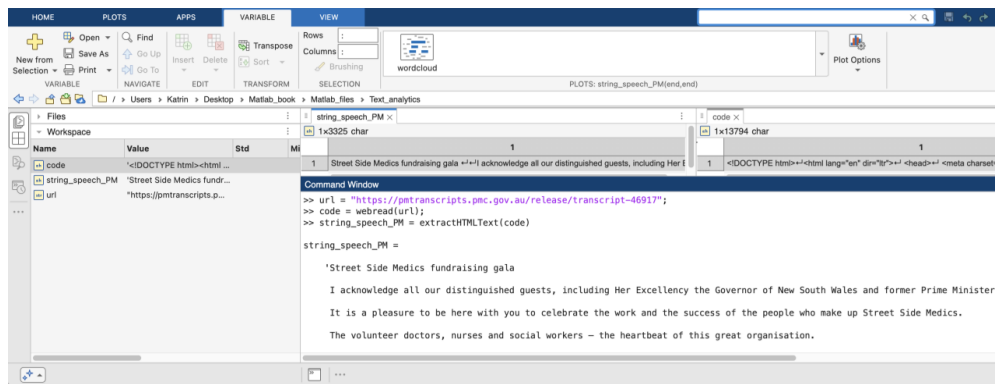 HOME PLOTS APPS VARIABLE VIEW
New from Selection
Open
Save As
Print
VARIABLE
Find
Go Up
Go To
NAVIGATE
Insert Delete
EDIT
Transpose
Sort
TRANSFORM
Rows :
Columns :
Brushing
SELECTION
wordcloud
Plot Options
PLOTS: string_speech_PM(end,end)
/ > Users > Katrin > Desktop > Matlab_book > Matlab_files > Text_analytics
Files
Workspace
Name Value Size Mi
code '<!DOCTYPE html><html ...
string_speech_PM 'Street Side Medics fundr...
url "https://pmtranscripts.p...
string_speech_PM ×
1×3325 char
1
1 Street Side Medics fundraising gala ↵↵I acknowledge all our distinguished guests, including Her
code ×
1×13794 char
1
1 <!DOCTYPE html>↵<html lang="en" dir="ltr">↵ <head>↵ <meta charset
Command Window
>> url = "https://pmtranscripts.pmc.gov.au/release/transcript-46917";
>> code = webread(url);
>> string_speech_PM = extractHTMLText(code)
string_speech_PM =
'Street Side Medics fundraising gala
I acknowledge all our distinguished guests, including Her Excellency the Governor of New South Wales and former Prime Minister
It is a pleasure to be here with you to celebrate the work and the success of the people who make up Street Side Medics.
The volunteer doctors, nurses and social workers – the heartbeat of this great organisation.